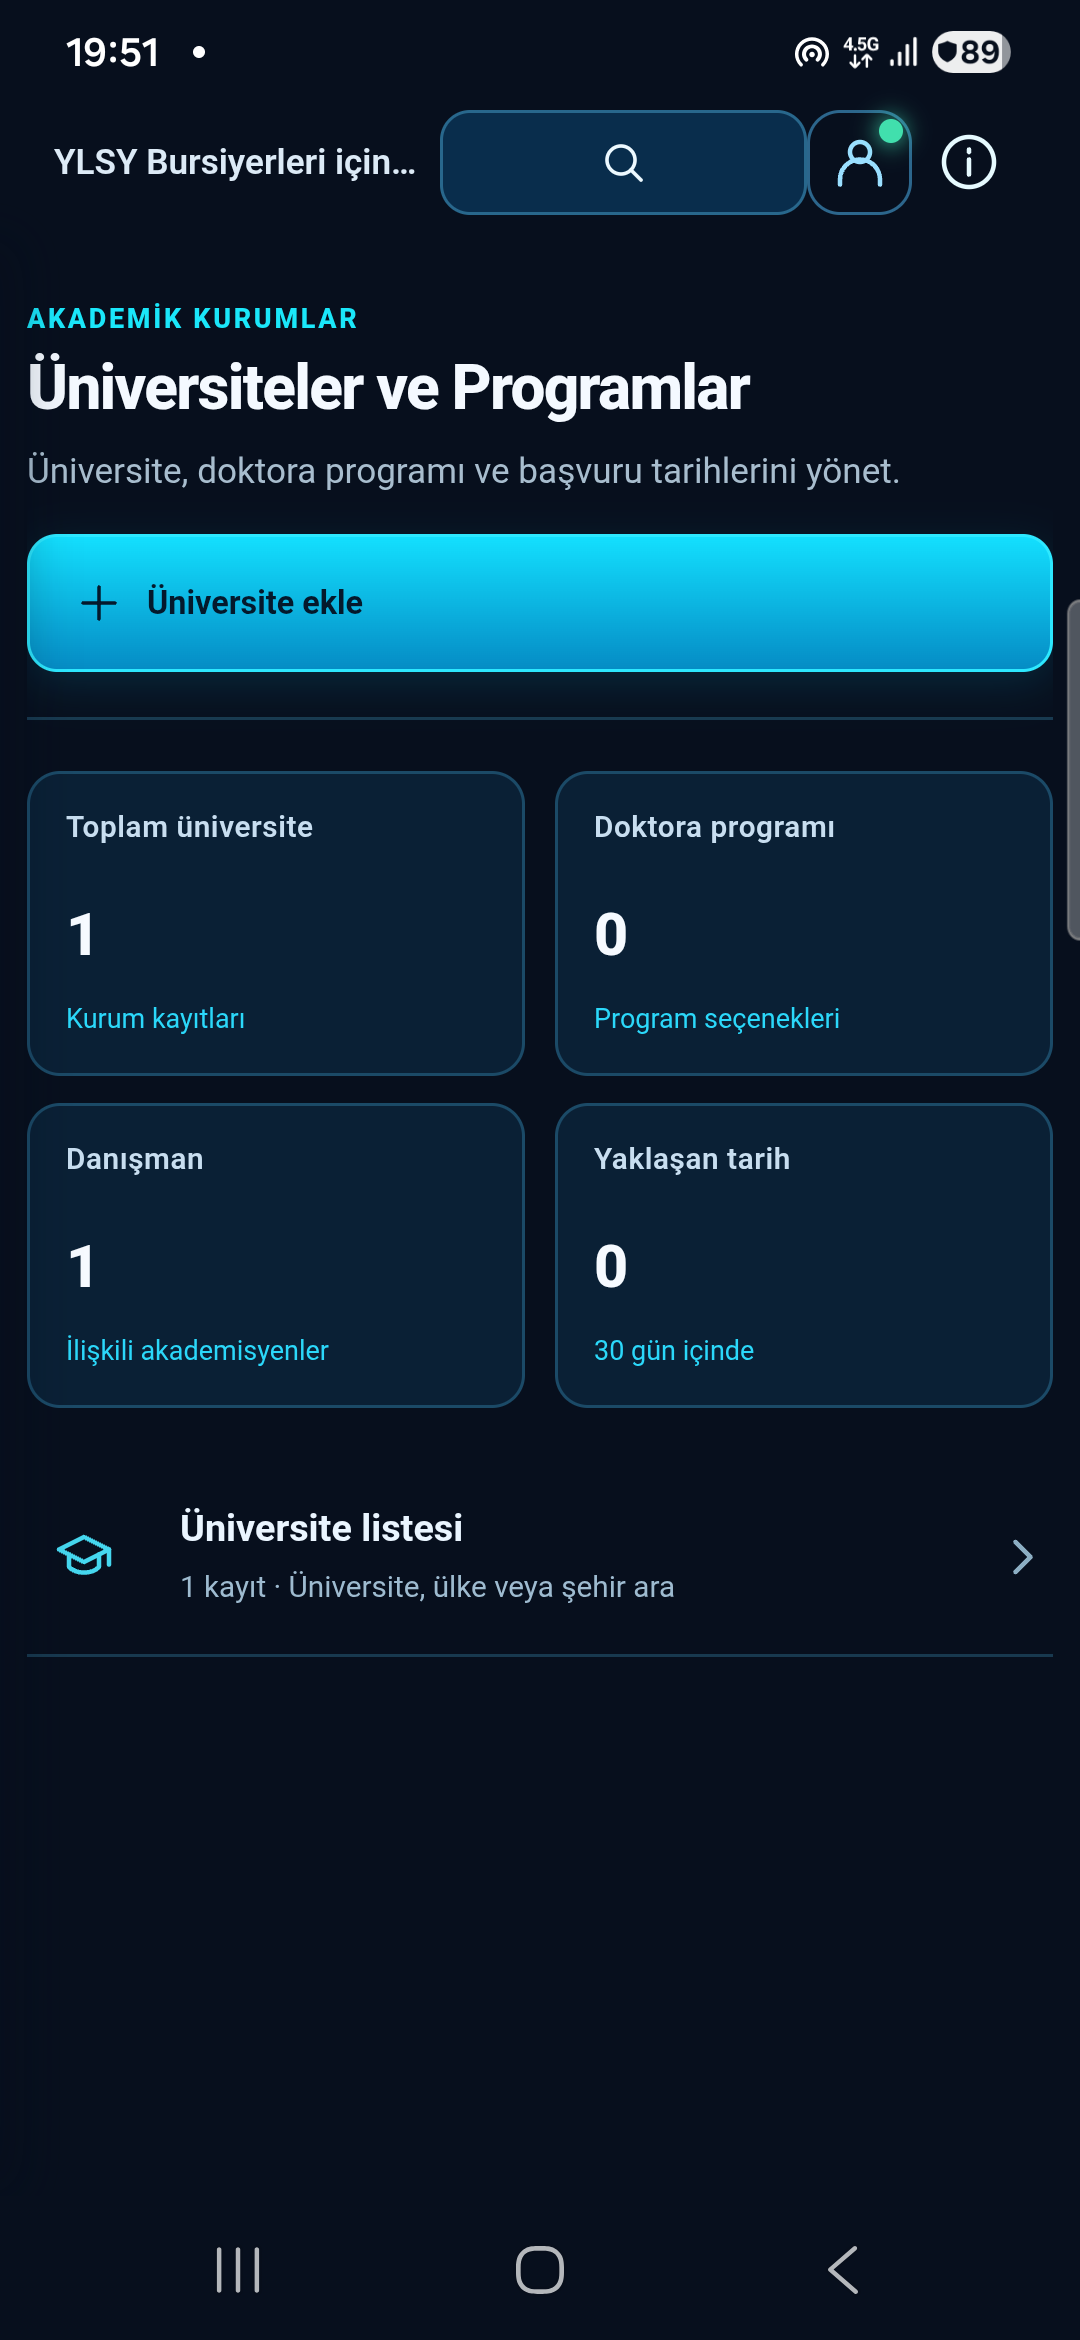 19:51
4.5G
89
YLSY Bursiyerleri için...
AKADEMİK KURUMLAR
Üniversiteler ve Programlar
Üniversite, doktora programı ve başvuru tarihlerini yönet.
Üniversite ekle
Toplam üniversite
1
Kurum kayıtları
Doktora programı
0
Program seçenekleri
Danışman
1
İlişkili akademisyenler
Yaklaşan tarih
0
30 gün içinde
Üniversite listesi
1 kayıt · Üniversite, ülke veya şehir ara